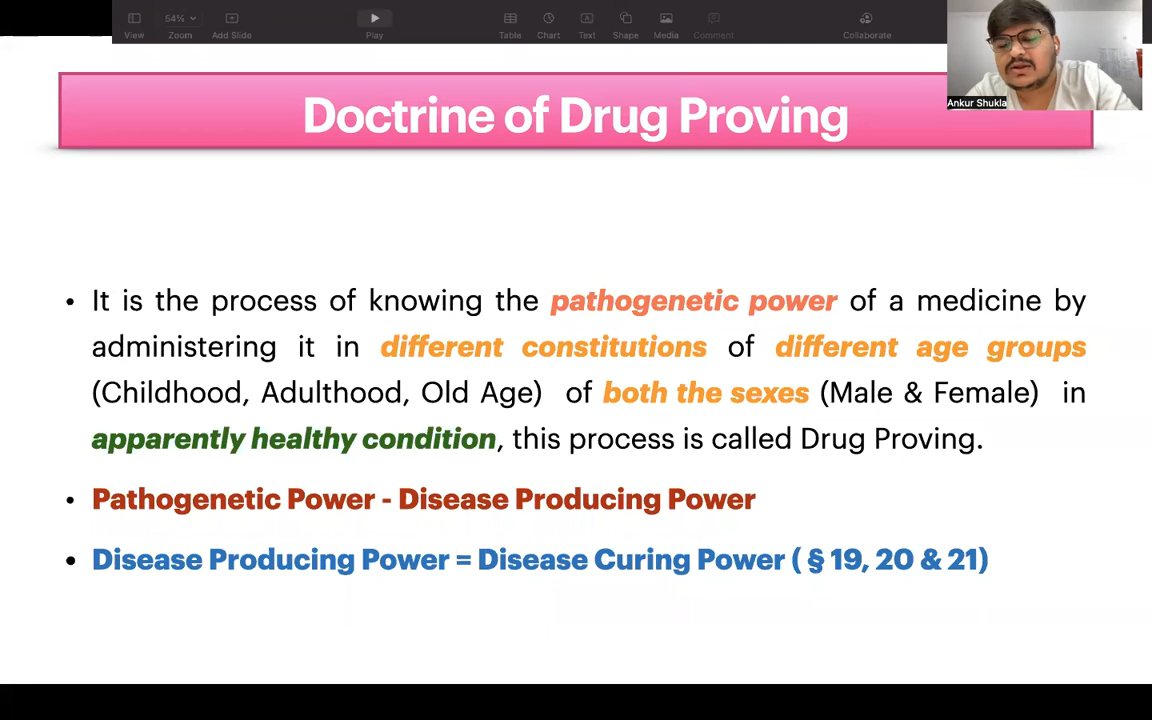 54%
View Zoom Add Slide Play Table Chart Text Shape Media Comment Collaborate
Ankur Shukla
Doctrine of Drug Proving
• It is the process of knowing the pathogenetic power of a medicine by
administering it in different constitutions of different age groups
(Childhood, Adulthood, Old Age) of both the sexes (Male & Female) in
apparently healthy condition, this process is called Drug Proving.
• Pathogenetic Power - Disease Producing Power
• Disease Producing Power = Disease Curing Power ( § 19, 20 & 21)